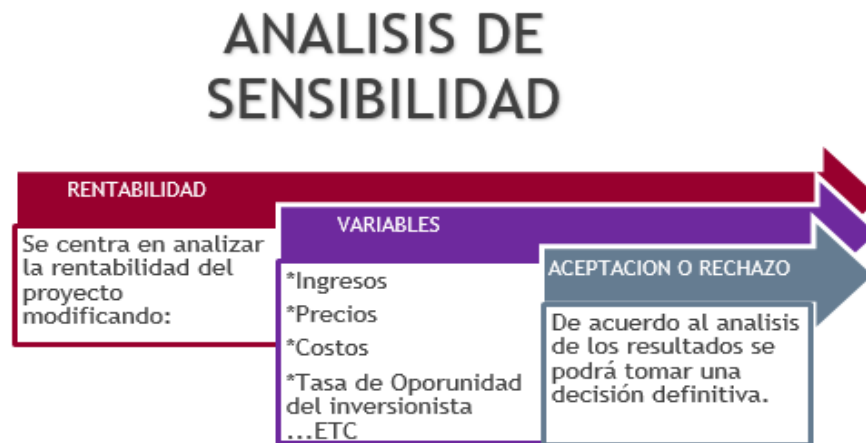 ANALISIS DE
SENSIBILIDAD
RENTABILIDAD
Se centra en analizar
la rentabilidad del
proyecto
modificando:
VARIABLES
*Ingresos
*Precios
*Costos
*Tasa de Oporunidad
del inversionista
...ETC
ACEPTACION O RECHAZO
De acuerdo al analisis
de los resultados se
podrá tomar una
decisión definitiva.